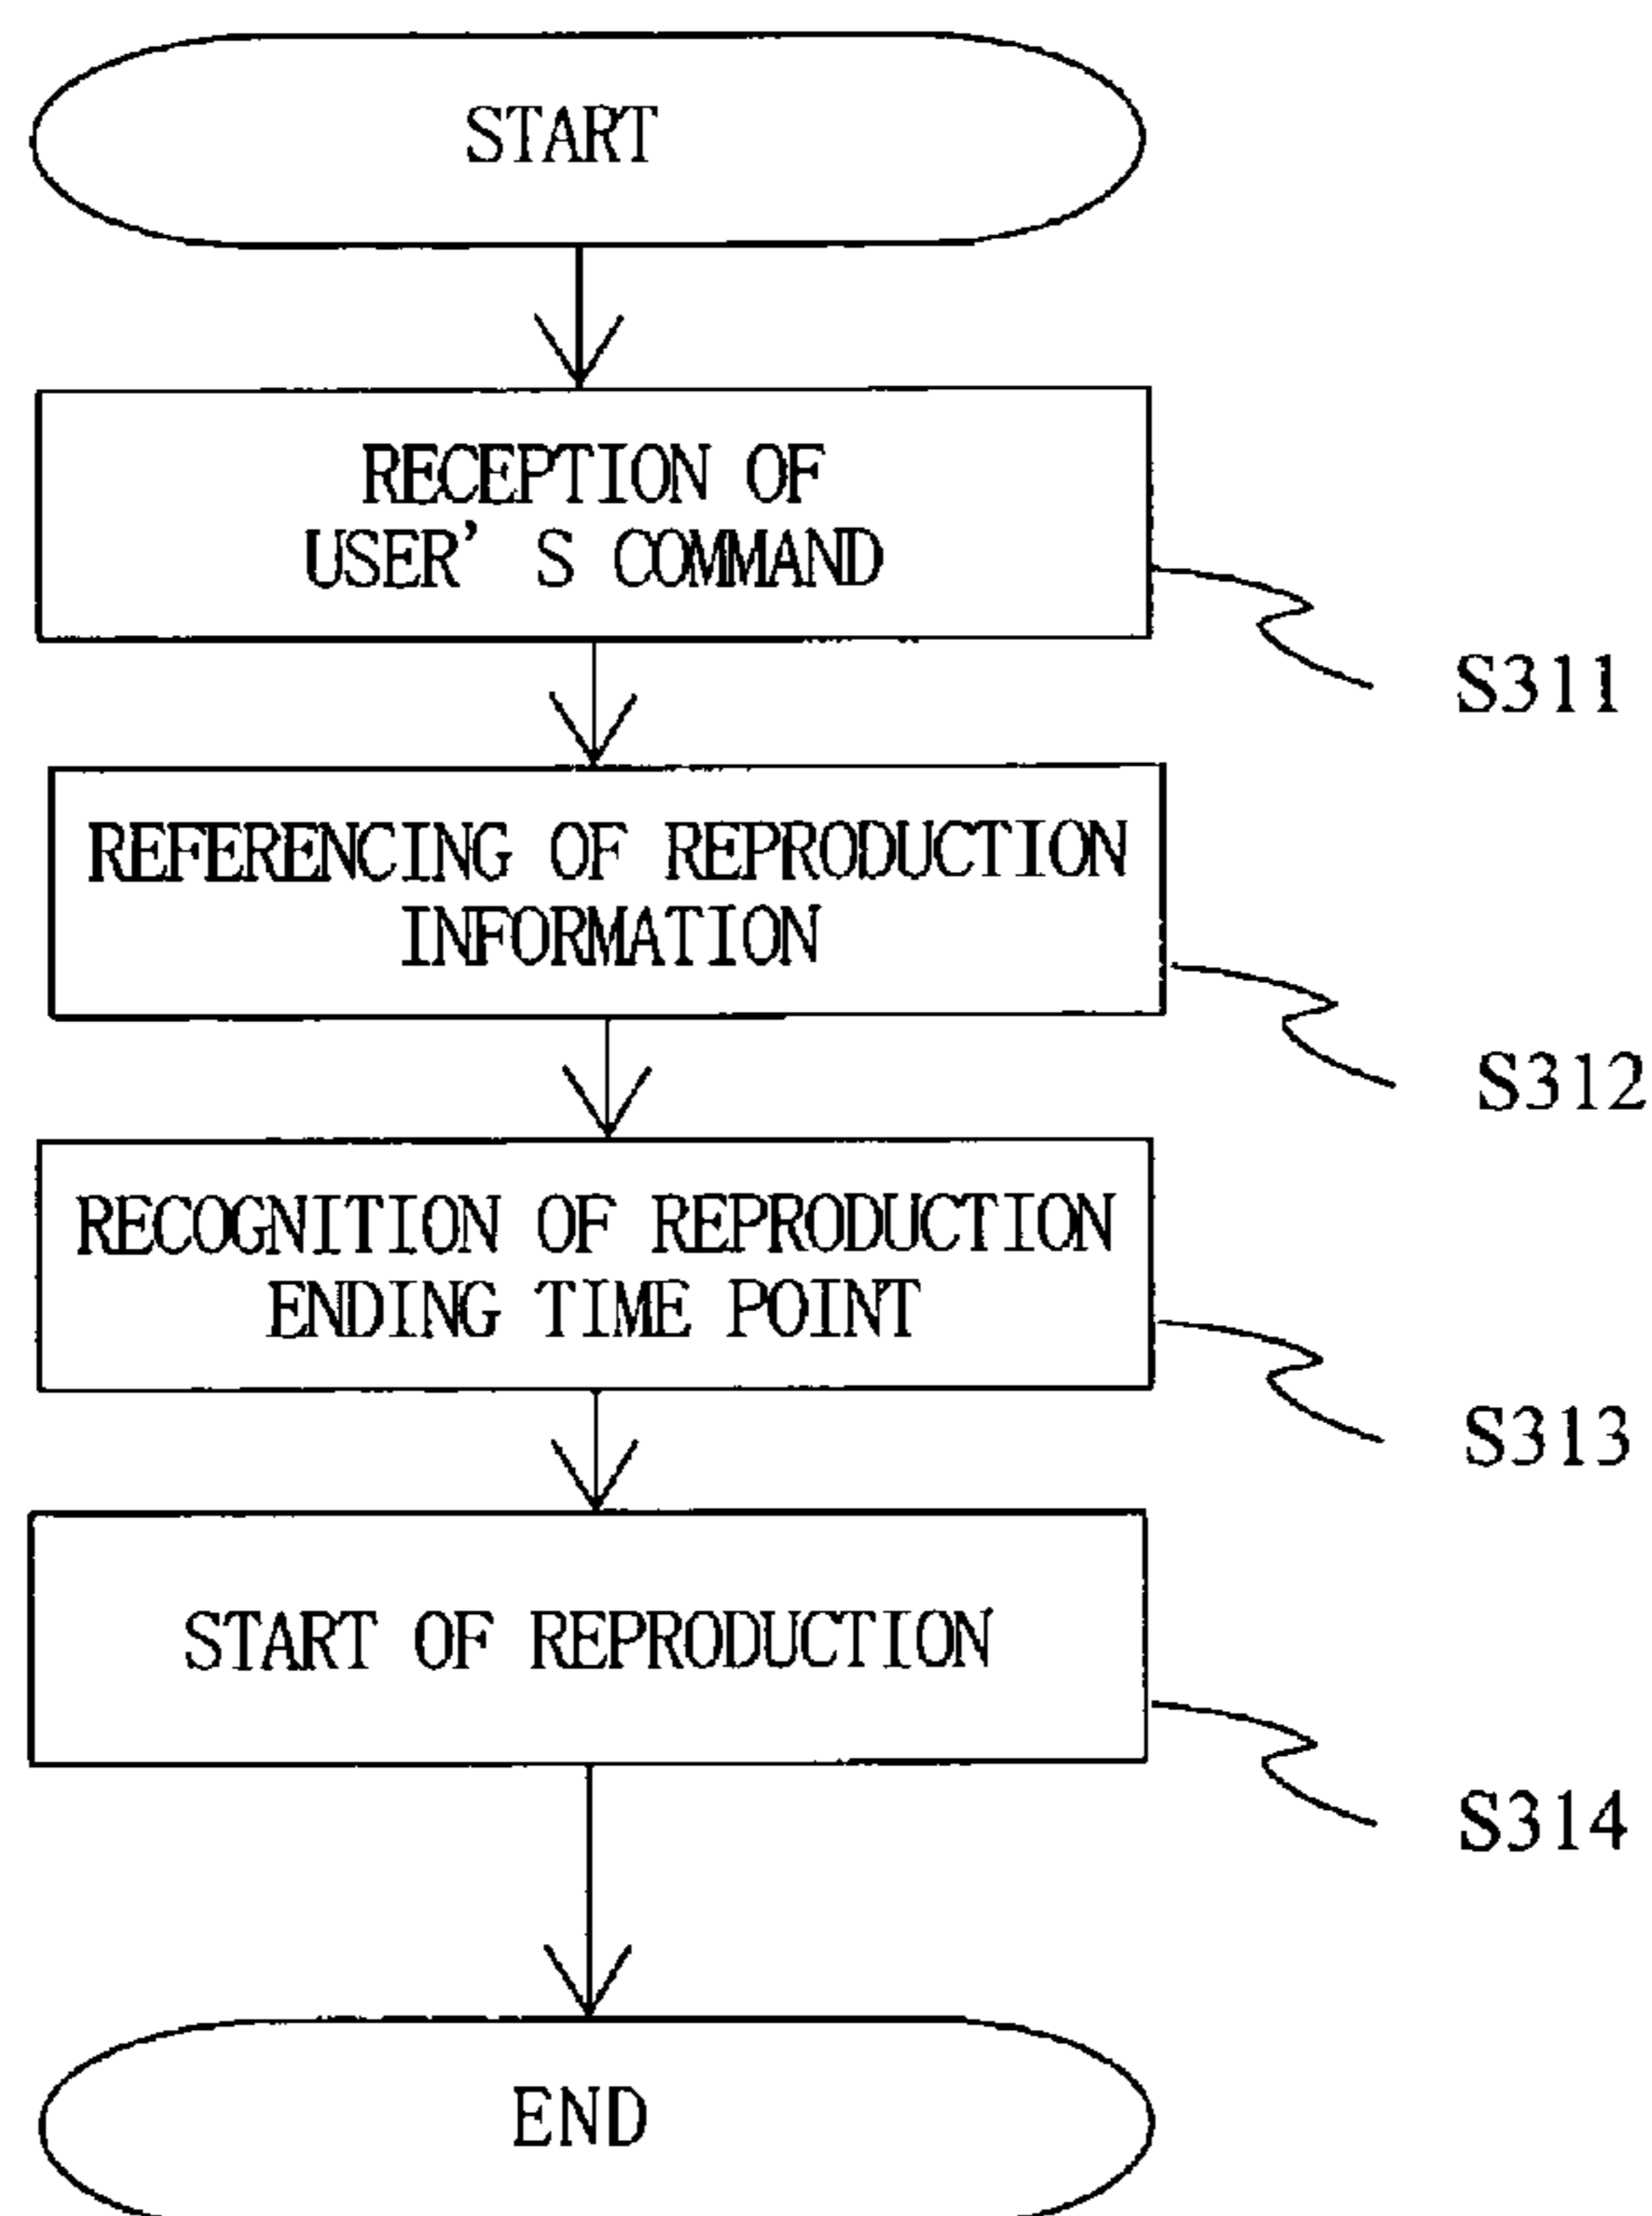 START
RECEPTION OF
USER' S COMMAND
S311
REFERENCING OF REPRODUCTION
INFORMATION
S312
RECOGNITION OF REPRODUCTION
ENDING TIME POINT
S313
START OF REPRODUCTION
S314
END